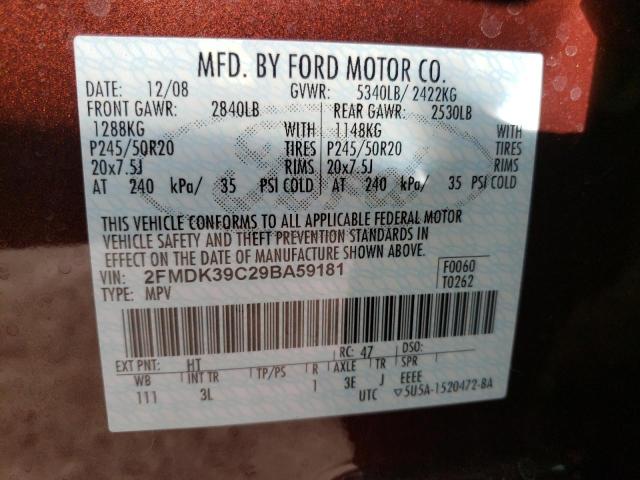 MFD. BY FORD MOTOR CO.
DATE: 12/08 GVWR: 5340LB/ 2422KG
FRONT GAWR: 2840LB REAR GAWR: 2530LB
1288KG WITH 1148KG WITH
P245/50R20 TIRES P245/50R20 TIRES
20x7.5J RIMS 20x7.5J RIMS
AT 240 kPa/ 35 PSI COLD AT 240 kPa/ 35 PSI COLD
THIS VEHICLE CONFORMS TO ALL APPLICABLE FEDERAL MOTOR
VEHICLE SAFETY AND THEFT PREVENTION STANDARDS IN
EFFECT ON THE DATE OF MANUFACTURE SHOWN ABOVE.
VIN: 2FMDK39C29BA59181 F0060
TYPE: MPV T0262
EXT PNT: HT RC: 47 DSO:
WB INT TR TP/PS R AXLE TR SPR
111 3L 1 3E J EEEE
UTC ▽5U5A-1520472-BA